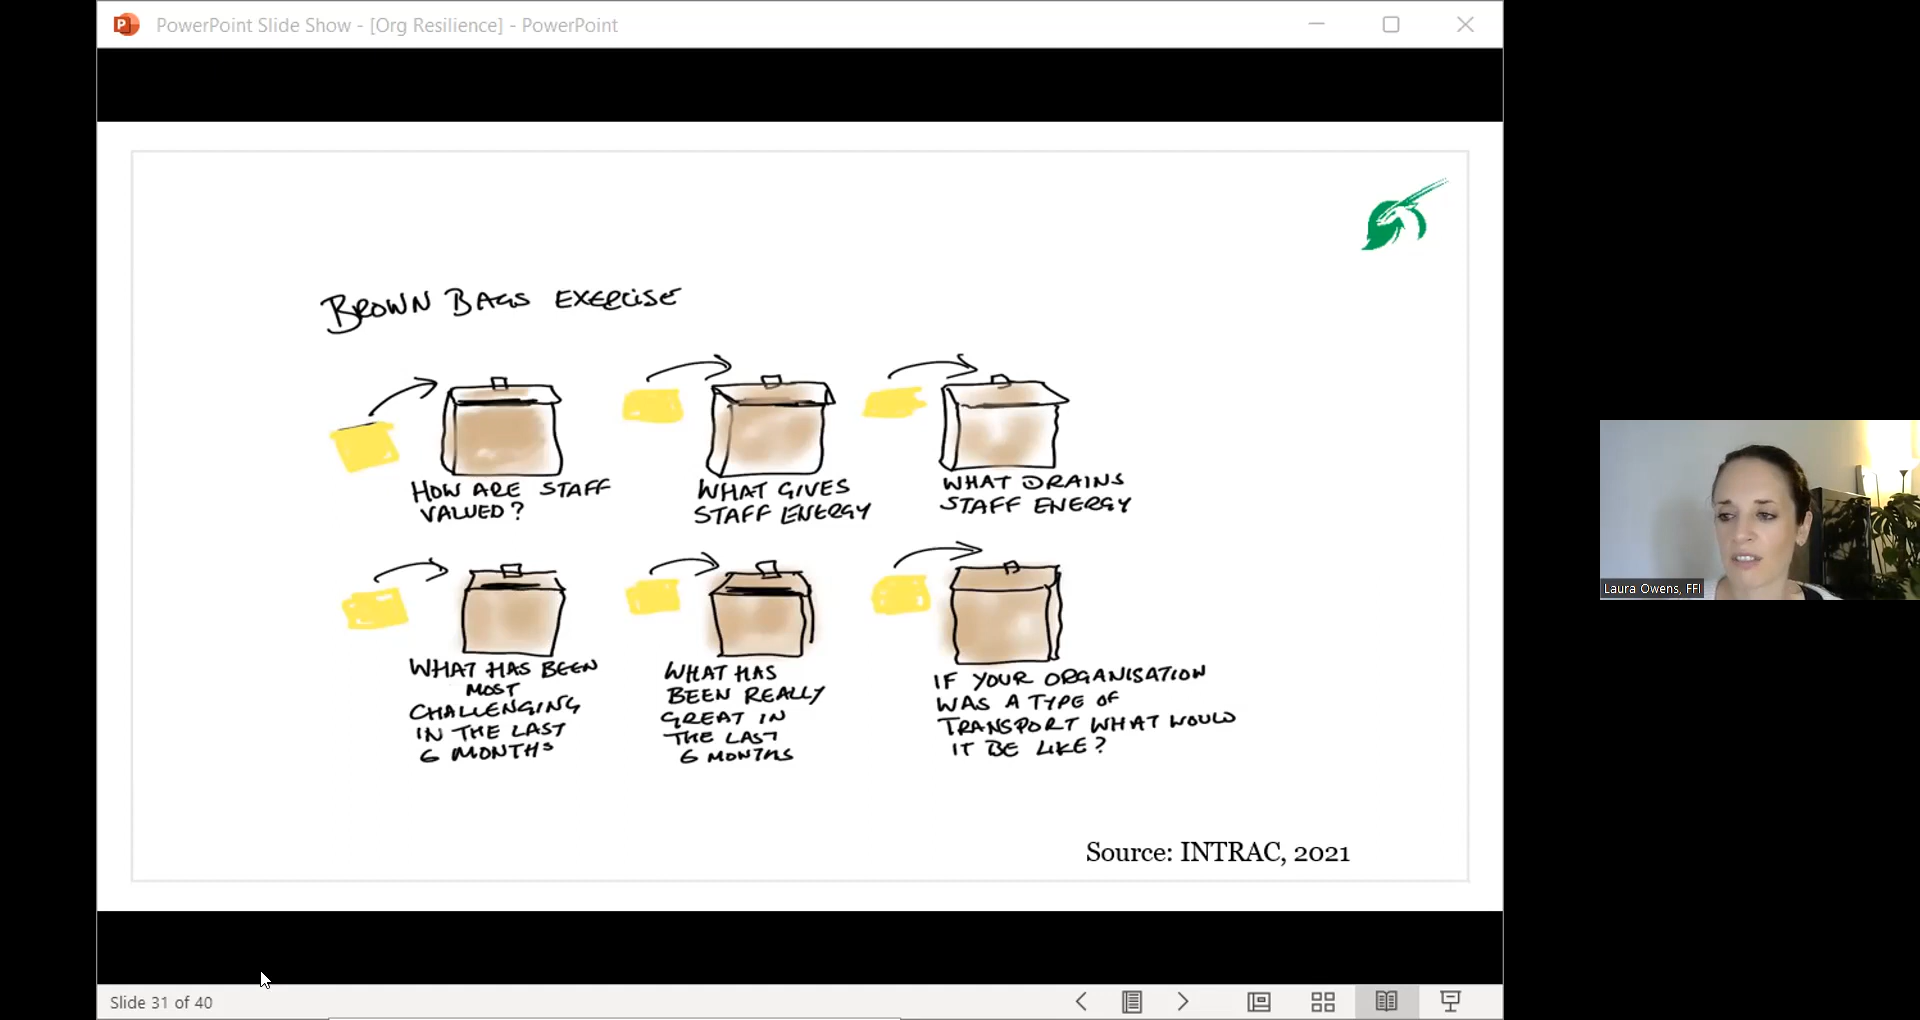 PowerPoint Slide Show - [Org Resilience] - PowerPoint
BROWN BAGS EXERCISE
HOW ARE STAFF
VALUED?
WHAT GIVES
STAFF ENERGY
WHAT DRAINS
STAFF ENERGY
WHAT HAS BEEN
MOST
CHALLENGING
IN THE LAST
6 MONTHS
WHAT HAS
BEEN REALLY
GREAT IN
THE LAST
6 MONTHS
IF YOUR ORGANISATION
WAS A TYPE OF
TRANSPORT WHAT WOULD
IT BE LIKE?
Source: INTRAC, 2021
Laura Owens, FFI
Slide 31 of 40